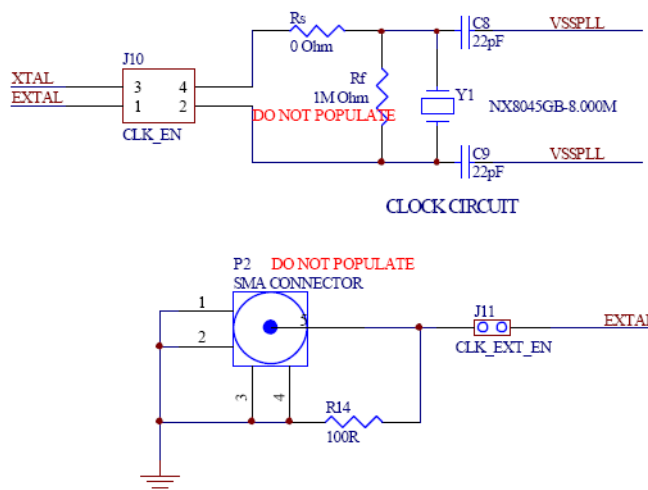 Rs
0 Ohm
C8
22pF
VSSPLL
J10
XTAL
3
4
EXTAL
1
2
CLK_EN
Rf
1M Ohm
DO NOT POPULATE
Y1
NX8045GB-8.000M
C9
22pF
VSSPLL
CLOCK CIRCUIT
P2
DO NOT POPULATE
SMA CONNECTOR
1
2
3
4
5
J11
CLK_EXT_EN
EXTAL
R14
100R